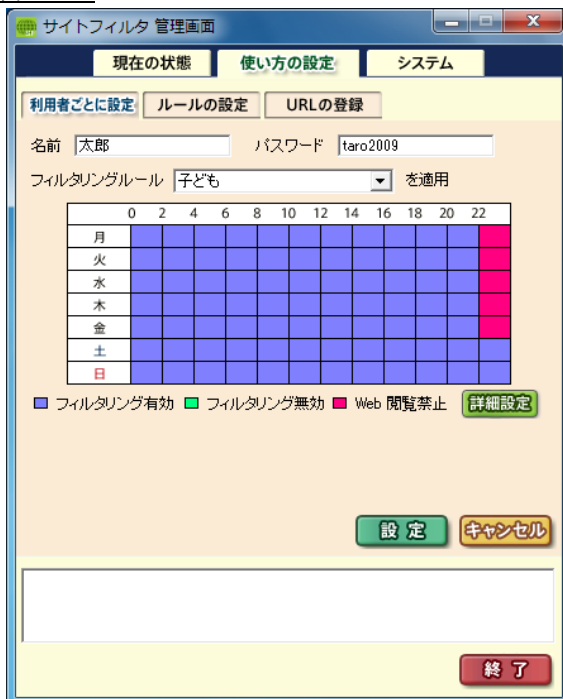 サイトフィルタ 管理画面
現在の状態 使い方の設定 システム
利用者ごとに設定 ルールの設定 URLの登録
名前 太郎 パスワード taro2009
フィルタリングルール 子ども を適用
0 2 4 6 8 10 12 14 16 18 20 22
月
火
水
木
金
土
日
フィルタリング有効 フィルタリング無効 Web 閲覧禁止 詳細設定
設 定 キャンセル
終 了